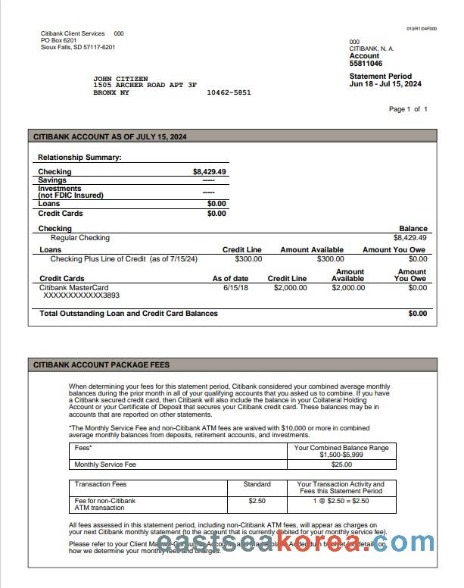 019/R1/04F000
Citibank Client Services 000
PO Box 6201
Sioux Falls, SD 57117-6201
000
CITIBANK, N. A.
Account
55811046
Statement Period
Jun 18 - Jul 15, 2024
JOHN CITIZEN
1505 ARCHER ROAD APT 3F
BRONX NY 10462-5851
Page 1 of 1
CITIBANK ACCOUNT AS OF JULY 15, 2024
Relationship Summary:
Checking $8,429.49
Savings -----
Investments
(not FDIC Insured) -----
Loans $0.00
Credit Cards $0.00
Checking Balance
Regular Checking $8,429.49
Loans Credit Line Amount Available Amount You Owe
Checking Plus Line of Credit (as of 7/15/24) $300.00 $300.00 $0.00
Credit Cards As of date Credit Line Amount Available Amount You Owe
Citibank MasterCard 6/15/18 $2,000.00 $2,000.00 $0.00
XXXXXXXXXXXX3893
Total Outstanding Loan and Credit Card Balances $0.00
CITIBANK ACCOUNT PACKAGE FEES
When determining your fees for this statement period, Citibank considered your combined average monthly
balances during the prior month in all of your qualifying accounts that you asked us to combine. If you have
a Citibank secured credit card, then Citibank will also include the balance in your Collateral Holding
Account or your Certificate of Deposit that secures your Citibank credit card. These balances may be in
accounts that are reported on other statements.
*The Monthly Service Fee and non-Citibank ATM fees are waived with $10,000 or more in combined
average monthly balances from deposits, retirement accounts, and investments.
Fees* Your Combined Balance Range
$1,500-$5,999
Monthly Service Fee $25.00
Transaction Fees Standard Your Transaction Activity and
Fees this Statement Period
Fee for non-Citibank
ATM transaction $2.50 1 @ $2.50 = $2.50
All fees assessed in this statement period, including non-Citibank ATM fees, will appear as charges on
your next Citibank monthly statement (to the account that is currently debited for your monthly service fee).
Please refer to your Client Manual
how we determine your monthly fees and charges.
eastseakorea.com